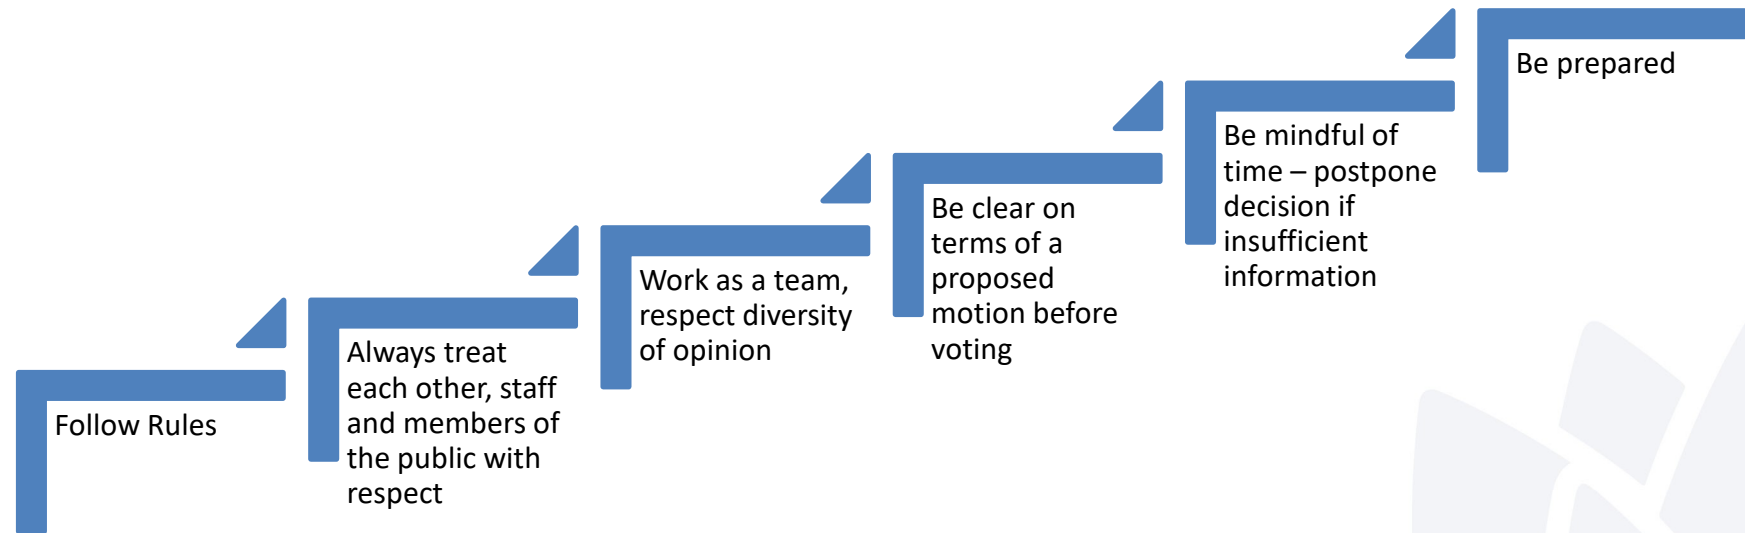 Follow Rules
Always treat
each other, staff
and members of
the public with
respect
Work as a team,
respect diversity
of opinion
Be clear on
terms of a
proposed
motion before
voting
Be mindful of
time – postpone
decision if
insufficient
information
Be prepared